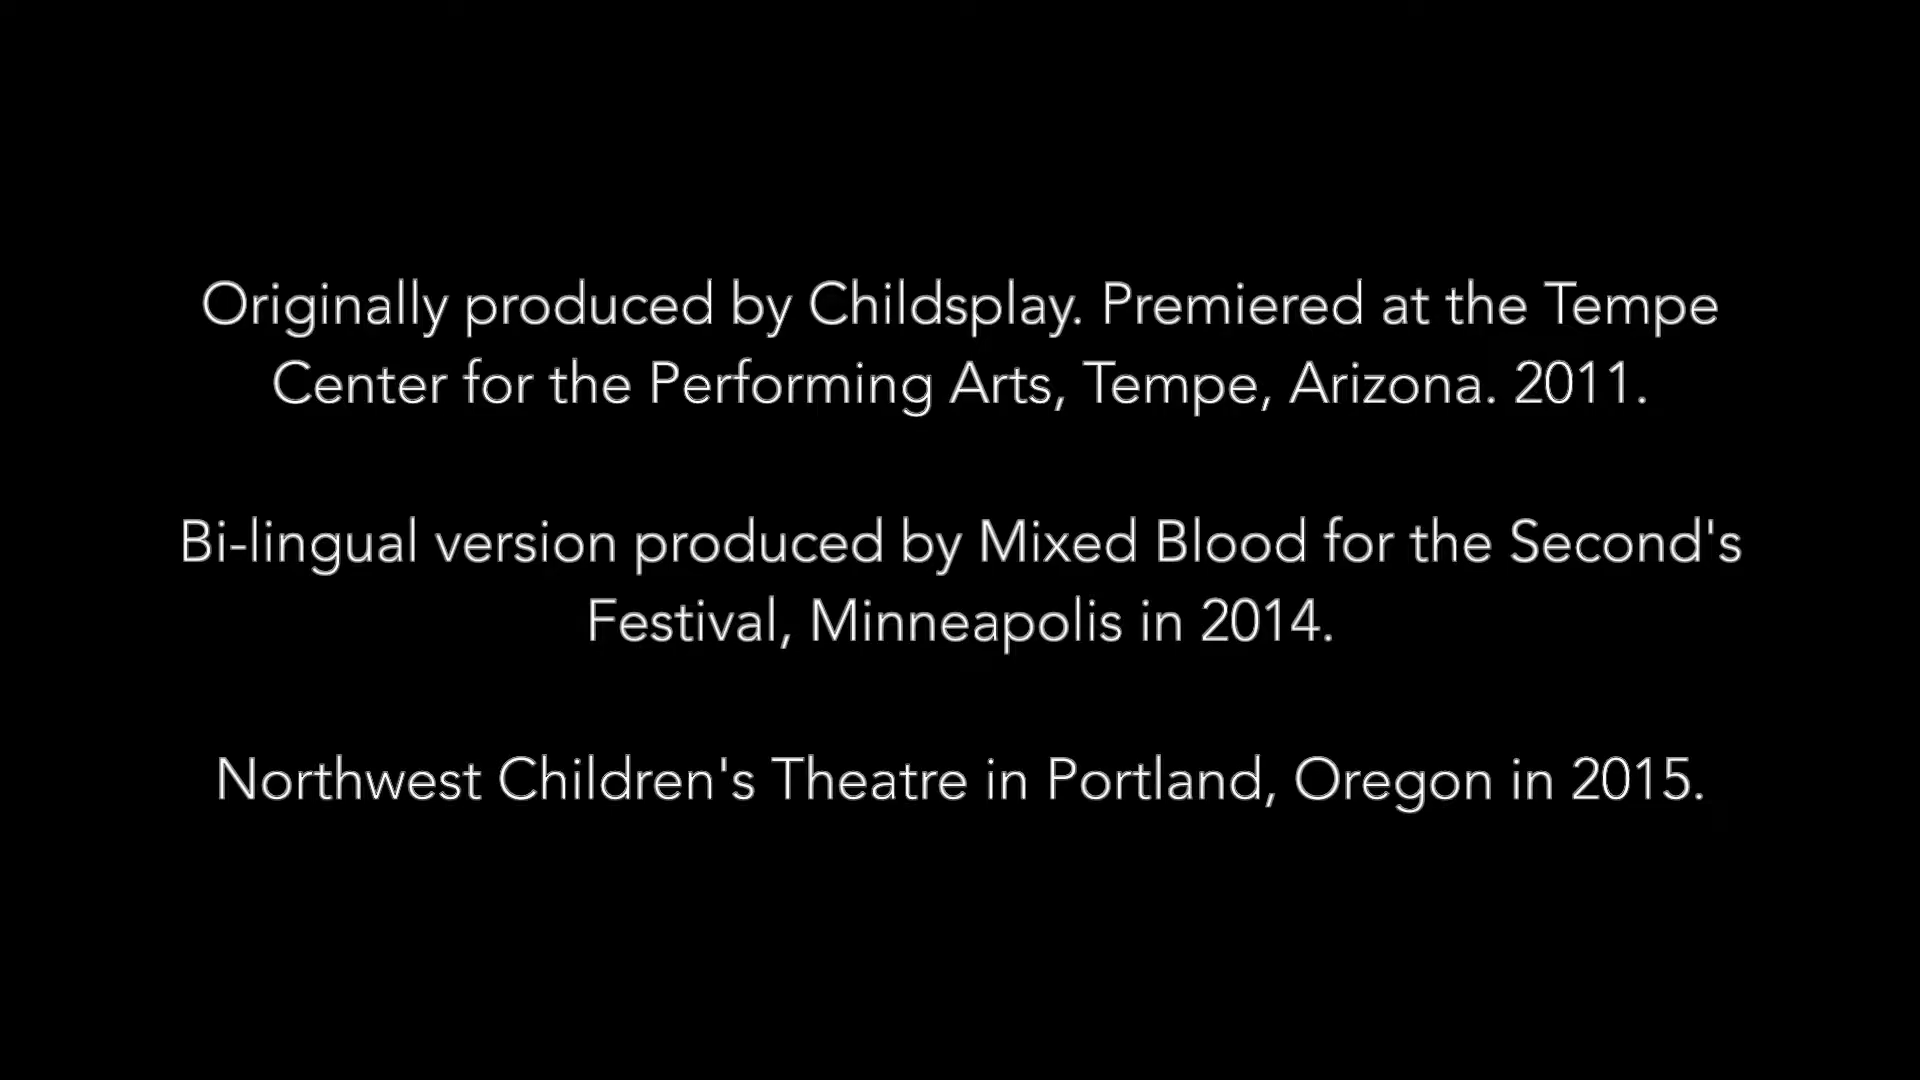 Originally produced by Childsplay. Premiered at the Tempe
Center for the Performing Arts, Tempe, Arizona. 2011.
Bi-lingual version produced by Mixed Blood for the Second's
Festival, Minneapolis in 2014.
Northwest Children's Theatre in Portland, Oregon in 2015.